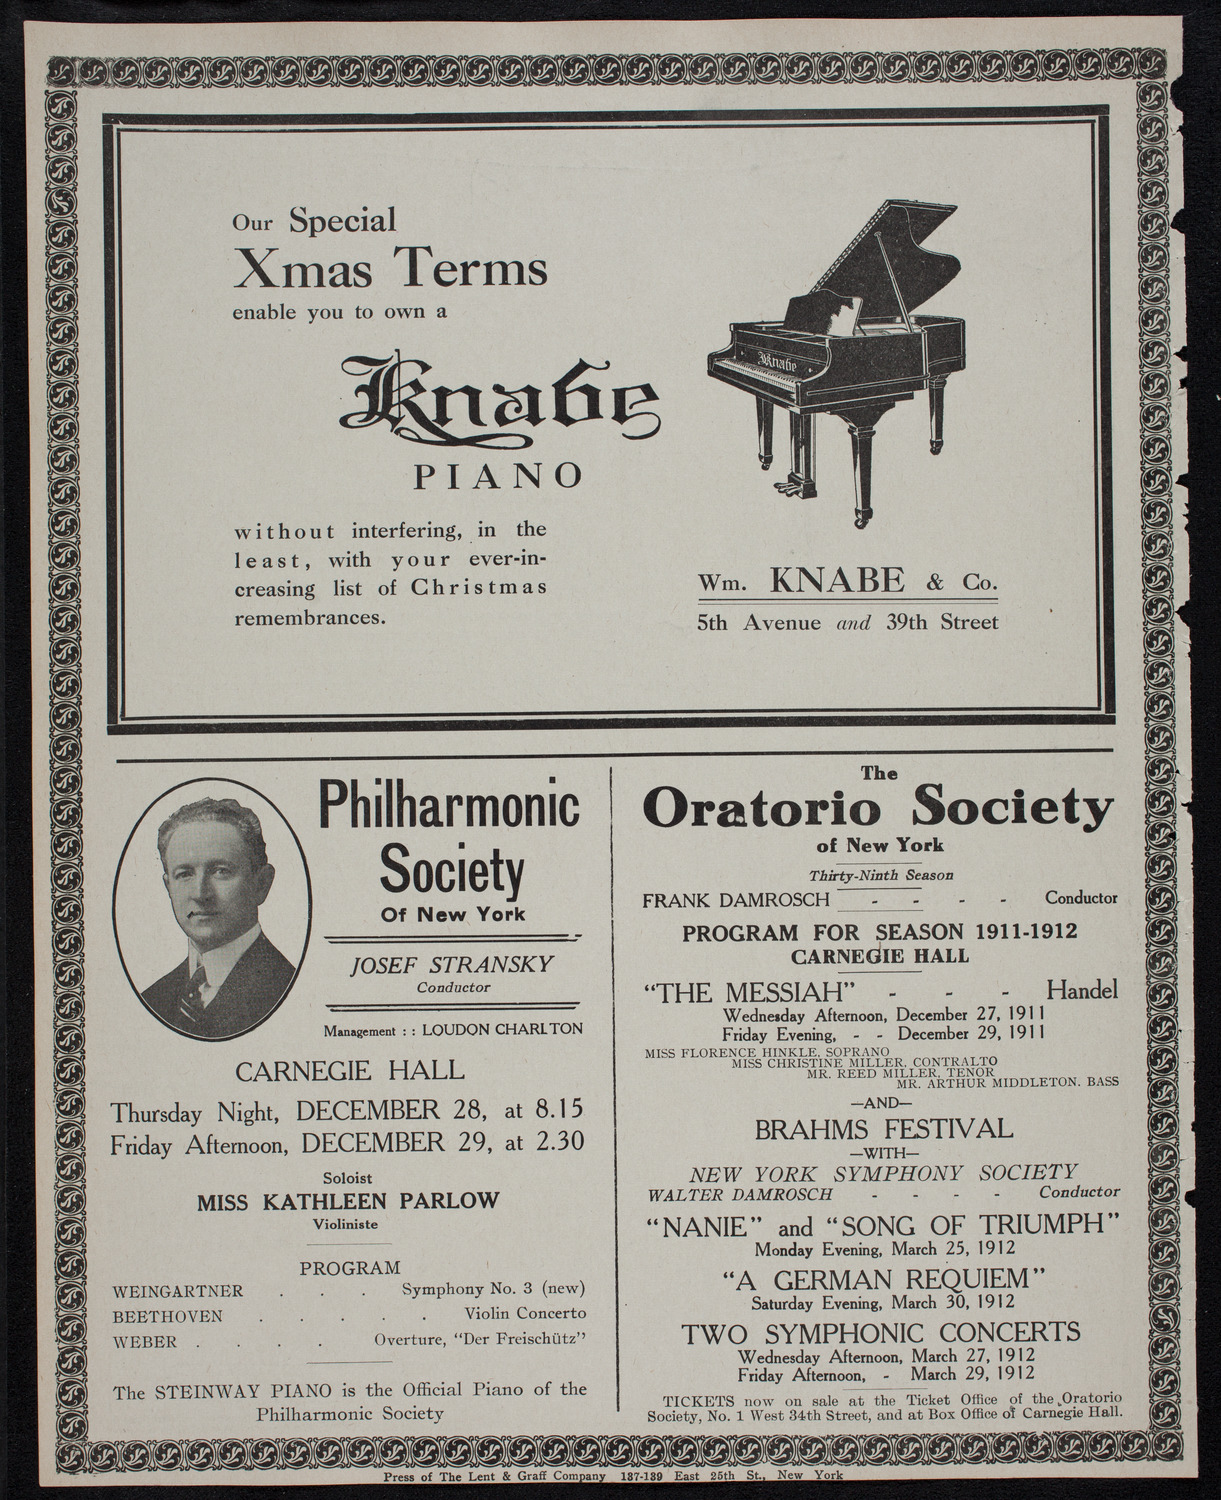 Our Special
Xmas Terms
enable you to own a
Knabe
PIANO
without interfering, in the
least, with your ever-in-
creasing list of Christmas
remembrances.
Knabe
Wm. KNABE & Co.
5th Avenue and 39th Street
Philharmonic
Society
Of New York
JOSEF STRANSKY
Conductor
Management : : LOUDON CHARLTON
CARNEGIE HALL
Thursday Night, DECEMBER 28, at 8.15
Friday Afternoon, DECEMBER 29, at 2.30
Soloist
MISS KATHLEEN PARLOW
Violiniste
PROGRAM
WEINGARTNER . . . Symphony No. 3 (new)
BEETHOVEN . . . . . Violin Concerto
WEBER . . . . Overture, "Der Freischütz"
The STEINWAY PIANO is the Official Piano of the
Philharmonic Society
The
Oratorio Society
of New York
Thirty-Ninth Season
FRANK DAMROSCH - - - - Conductor
PROGRAM FOR SEASON 1911-1912
CARNEGIE HALL
"THE MESSIAH" - - - Handel
Wednesday Afternoon, December 27, 1911
Friday Evening, - - December 29, 1911
MISS FLORENCE HINKLE, SOPRANO
MISS CHRISTINE MILLER, CONTRALTO
MR. REED MILLER, TENOR
MR. ARTHUR MIDDLETON. BASS
—AND—
BRAHMS FESTIVAL
—WITH—
NEW YORK SYMPHONY SOCIETY
WALTER DAMROSCH - - - - Conductor
"NANIE" and "SONG OF TRIUMPH"
Monday Evening, March 25, 1912
"A GERMAN REQUIEM"
Saturday Evening, March 30, 1912
TWO SYMPHONIC CONCERTS
Wednesday Afternoon, March 27, 1912
Friday Afternoon, - March 29, 1912
TICKETS now on sale at the Ticket Office of the Oratorio
Society, No. 1 West 34th Street, and at Box Office of Carnegie Hall.
Press of The Lent & Graff Company 137-139 East 25th St., New York